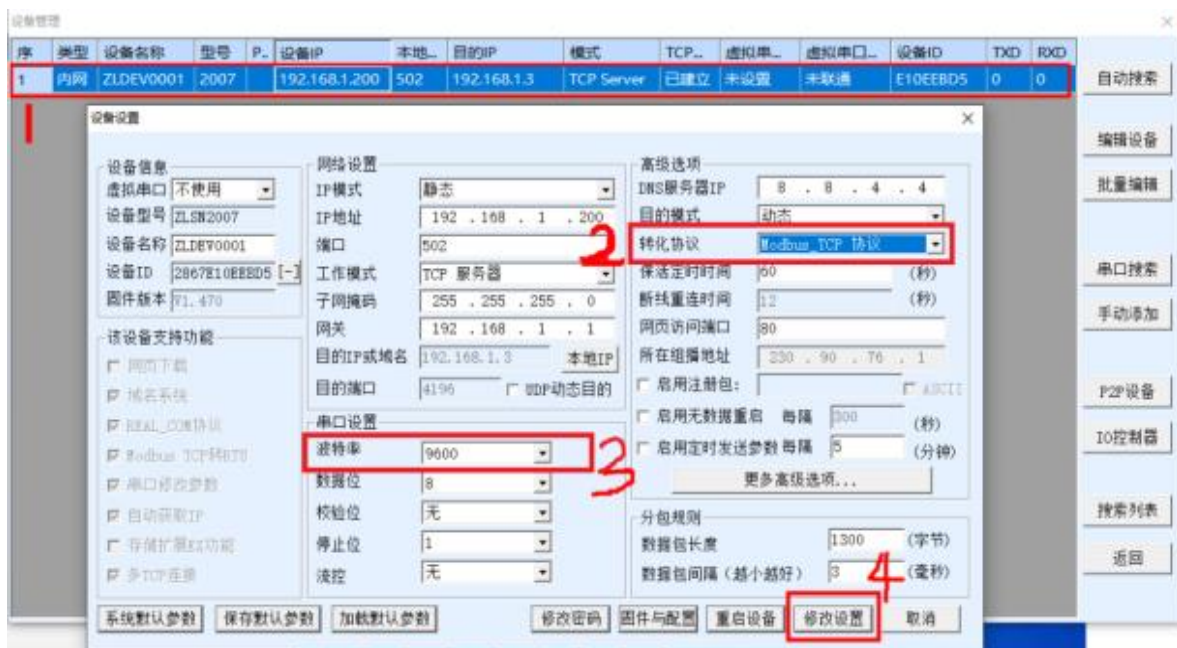 设备管理
序 类型 设备名称 型号 P.. 设备IP 本地... 目的IP 模式 TCP... 虚拟串... 虚拟串口... 设备ID TXD RXD
1 内网 ZLDEV0001 2007 192.168.1.200 502 192.168.1.3 TCP Server 已建立 未设置 未联通 E10EEBD5 0 0
自动搜索
编辑设备
批量编辑
串口搜索
手动添加
P2P设备
IO控制器
搜索列表
返回
1
设备设置
设备信息
虚拟串口 不使用
设备型号 ZLSN2007
设备名称 ZLDEV0001
设备ID 2867E10EEBD5 [-]
固件版本 V1.470
该设备支持功能
网页下载
域名系统
REAL_COM协议
Modbus TCP转RTU
串口修改参数
自动获取IP
存储扩展EX功能
多TCP连接
网络设置
IP模式 静态
IP地址 192 .168 . 1 . 200
端口 502
工作模式 TCP 服务器
子网掩码 255 . 255 . 255 . 0
网关 192 . 168 . 1 . 1
目的IP或域名 192.168.1.3 本地IP
目的端口 4196 UDP动态目的
串口设置
波特率 9600
数据位 8
校验位 无
停止位 1
流控 无
高级选项
DNS服务器IP 8 . 8 . 4 . 4
目的模式 动态
2
转化协议 Modbus_TCP 协议
保活定时时间 60 (秒)
断线重连时间 12 (秒)
网页访问端口 80
所在组播地址 230 . 90 . 76 . 1
启用注册包: ASCII
启用无数据重启 每隔 300 (秒)
启用定时发送参数 每隔 5 (分钟)
更多高级选项...
3
分包规则
数据包长度 1300 (字节)
数据包间隔(越小越好) 3 (毫秒)
4
系统默认参数 保存默认参数 加载默认参数 修改密码 固件与配置 重启设备 修改设置 取消